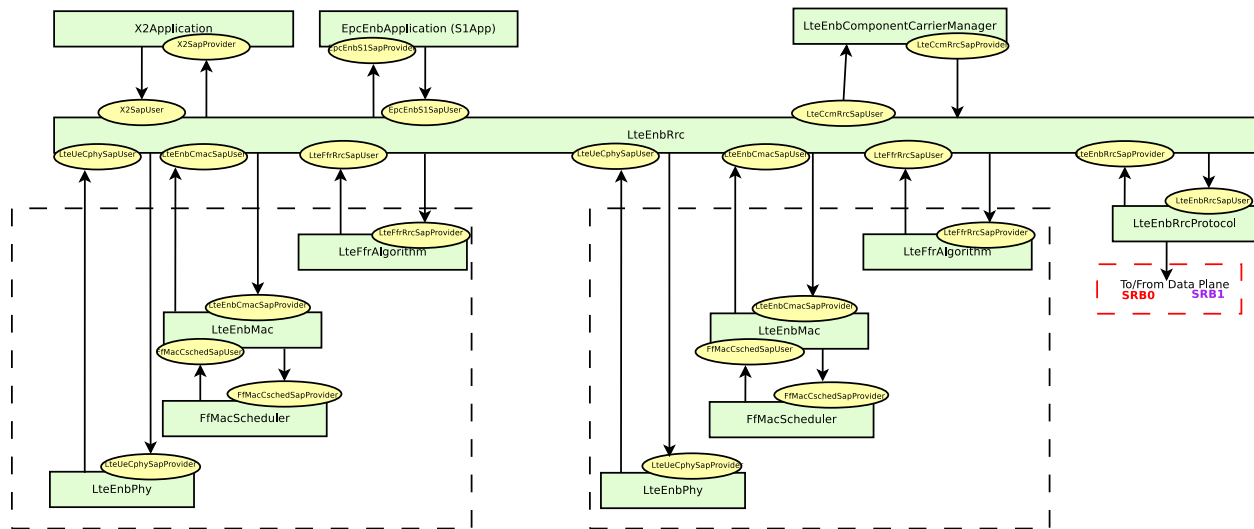 X2Application
EpcEnbApplication (S1App)
LteEnbComponentCarrierManager
X2SapProvider
EpcEnbS1SapProvider
LteCcmRrcSapProvider
X2SapUser
EpcEnbS1SapUser
LteCcmRrcSapUser
LteEnbRrc
LteUeCphySapUser
LteEnbCmacSapUser
LteFfrRrcSapUser
LteUeCphySapUser
LteEnbCmacSapUser
LteFfrRrcSapUser
LteEnbRrcSapProvider
LteEnbRrcSapUser
LteEnbRrcProtocol
LteFfrRrcSapProvider
LteFfrAlgorithm
LteFfrRrcSapProvider
LteFfrAlgorithm
To/From Data Plane
SRB0
SRB1
LteEnbCmacSapProvider
LteEnbMac
FfMacCschedSapUser
FfMacCschedSapProvider
FfMacScheduler
LteEnbCmacSapProvider
LteEnbMac
FfMacCschedSapUser
FfMacCschedSapProvider
FfMacScheduler
LteUeCphySapProvider
LteEnbPhy
LteUeCphySapProvider
LteEnbPhy